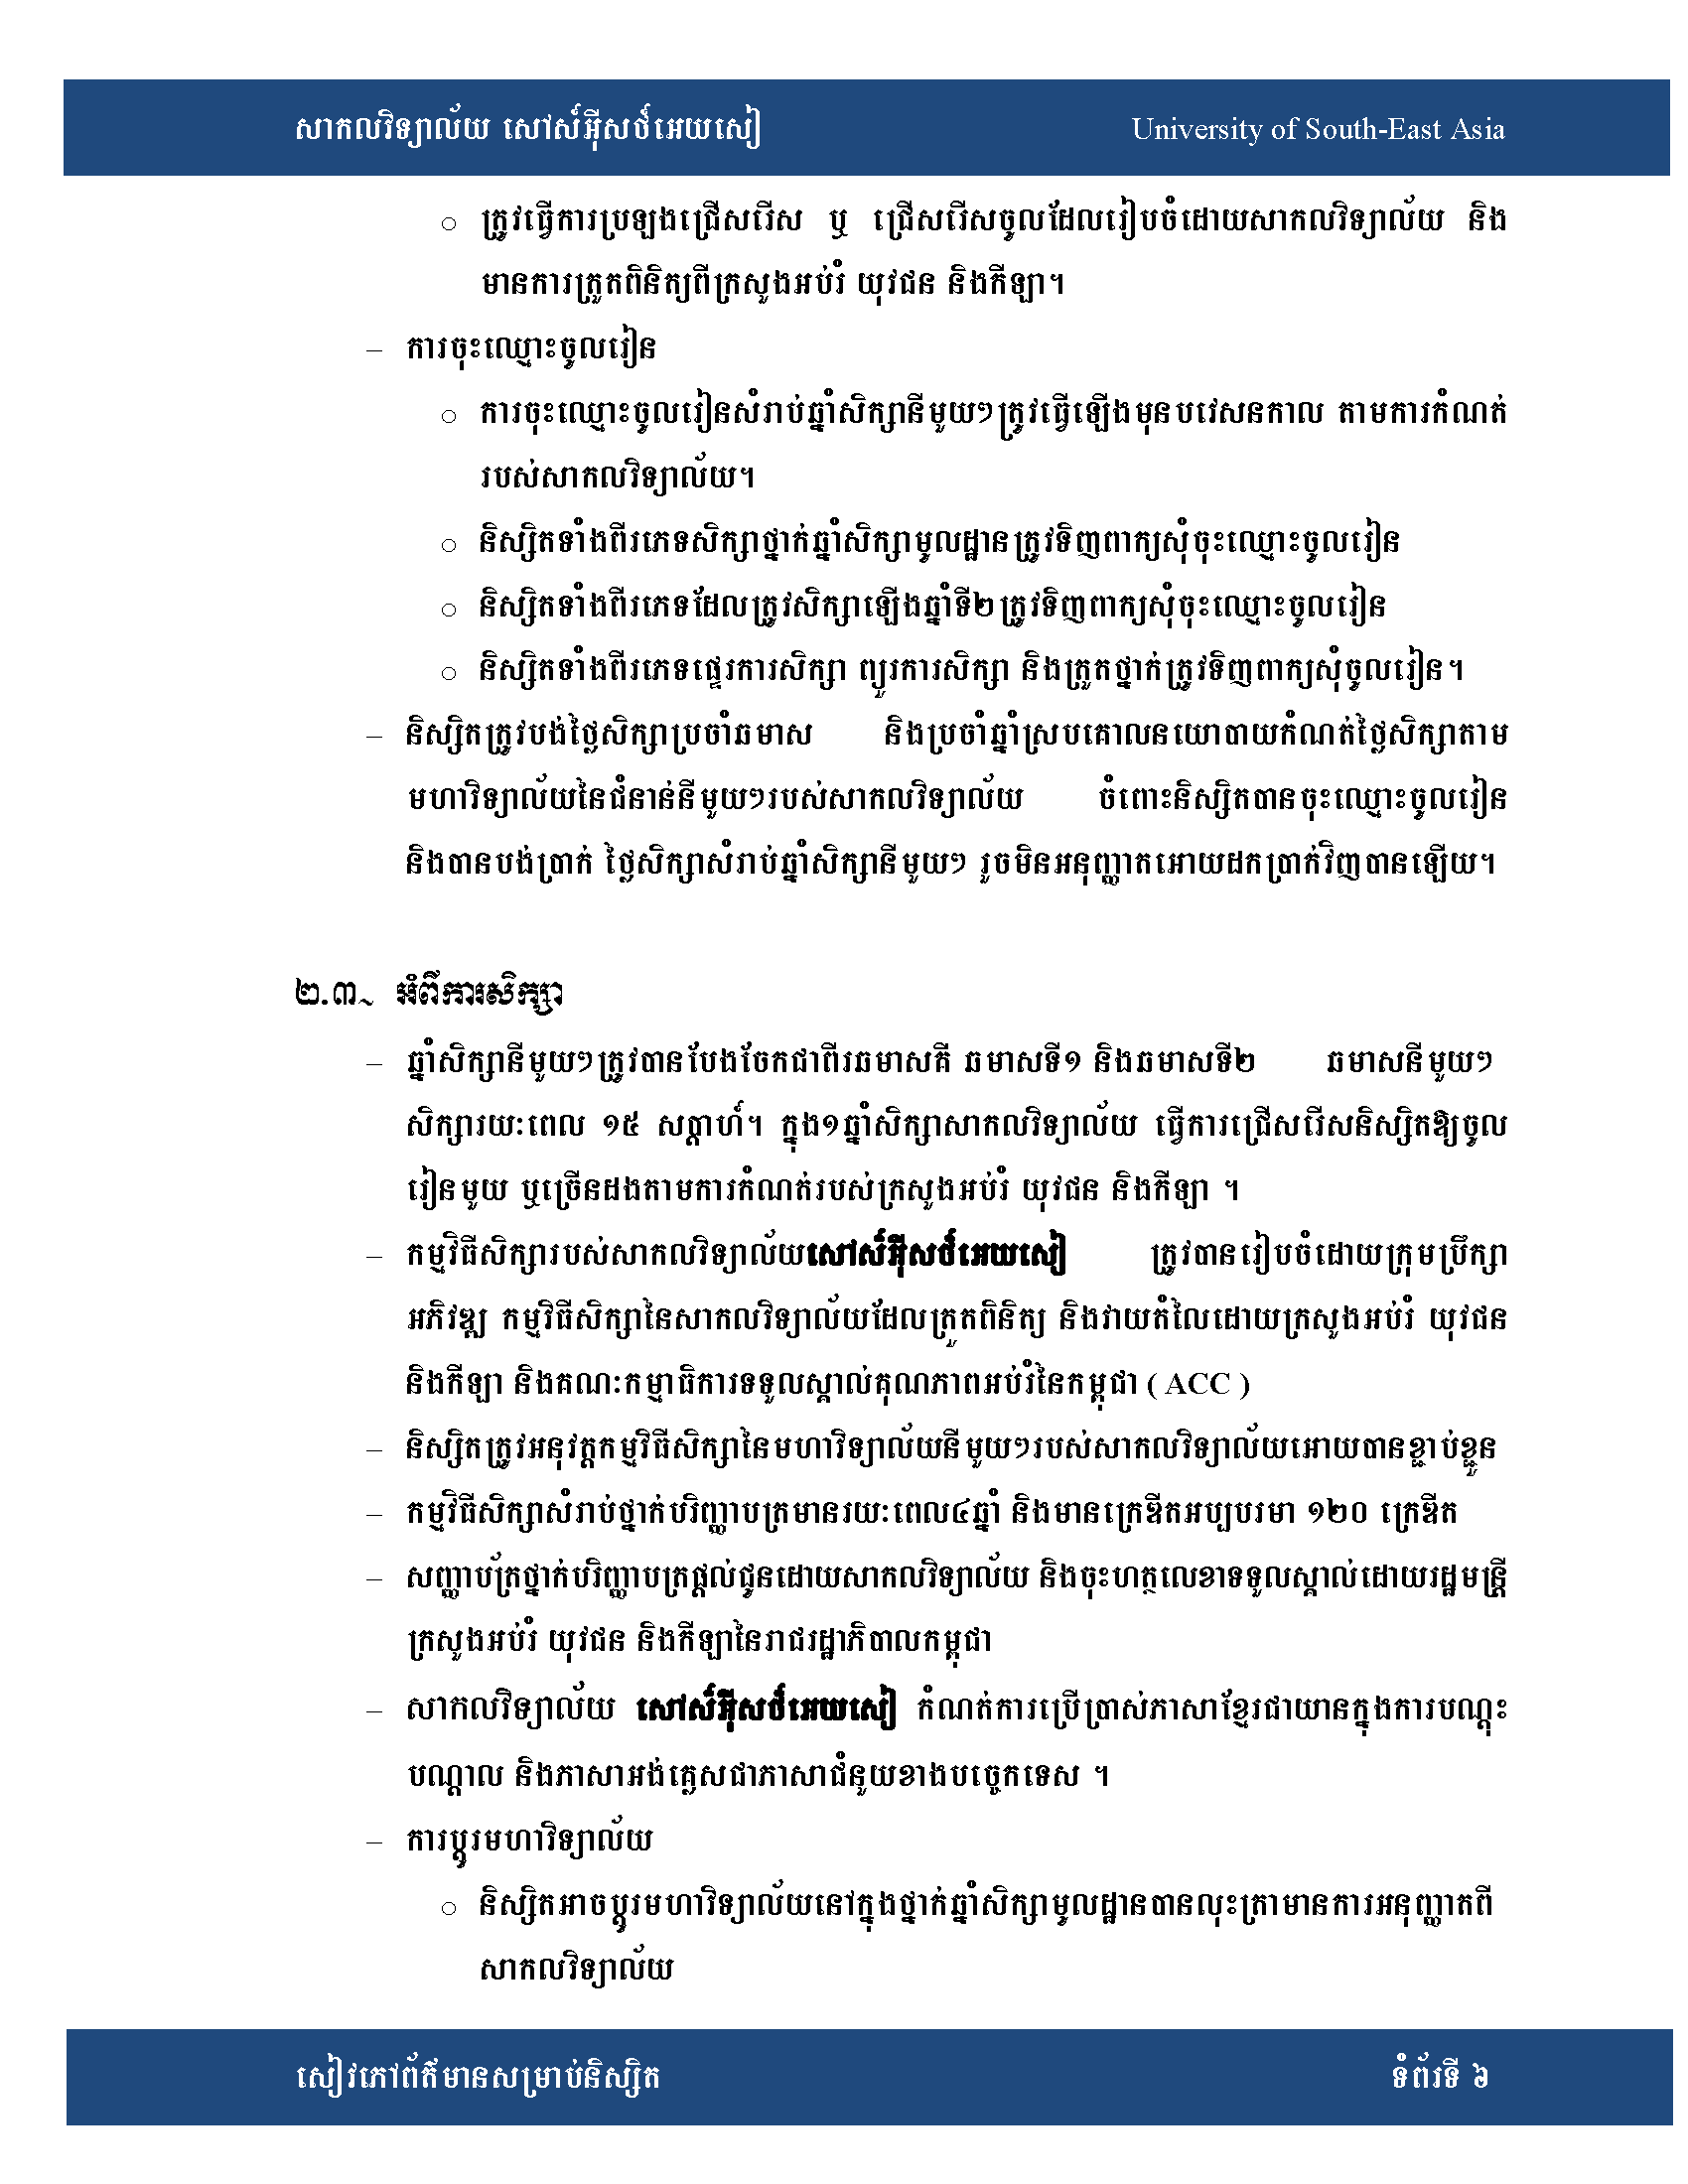 សាកលវិទ្យាល័យ សៅស៍អ៊ីសថ៍អេយសៀ University of South-East Asia
○ ត្រូវធ្វើការប្រឡងជ្រើសរើស ឬ ជ្រើសរើសចូលដែលរៀបចំដោយសាកលវិទ្យាល័យ និង
មានការត្រួតពិនិត្យពីក្រសួងអប់រំ យុវជន និងកីឡា។
– ការចុះឈ្មោះចូលរៀន
○ ការចុះឈ្មោះចូលរៀនសំរាប់ឆ្នាំសិក្សានីមួយៗត្រូវធ្វើឡើងមុនបវេសនកាល តាមការកំណត់
របស់សាកលវិទ្យាល័យ។
○ និស្សិតទាំងពីរភេទសិក្សាថ្នាក់ឆ្នាំសិក្សាមូលដ្ឋានត្រូវទិញពាក្យសុំចុះឈ្មោះចូលរៀន
○ និស្សិតទាំងពីរភេទដែលត្រូវសិក្សាឡើងឆ្នាំទី២ត្រូវទិញពាក្យសុំចុះឈ្មោះចូលរៀន
○ និស្សិតទាំងពីរភេទផ្ទេរការសិក្សា ព្យួរការសិក្សា និងត្រួតថ្នាក់ត្រូវទិញពាក្យសុំចូលរៀន។
– និស្សិតត្រូវបង់ថ្លៃសិក្សាប្រចាំឆមាស និងប្រចាំឆ្នាំស្របគោលនយោបាយកំណត់ថ្លៃសិក្សាតាម
មហាវិទ្យាល័យនៃជំនាន់នីមួយៗរបស់សាកលវិទ្យាល័យ ចំពោះនិស្សិតបានចុះឈ្មោះចូលរៀន
និងបានបង់ប្រាក់ ថ្លៃសិក្សាសំរាប់ឆ្នាំសិក្សានីមួយៗ រួចមិនអនុញ្ញាតអោយដកប្រាក់វិញបានឡើយ។
២.៣~ អំពីការសិក្សា
– ឆ្នាំសិក្សានីមួយៗត្រូវបានបែងចែកជាពីរឆមាសគឺ ឆមាសទី១ និងឆមាសទី២ ឆមាសនីមួយៗ
សិក្សារយៈពេល ១៥ សប្តាហ៍។ ក្នុង១ឆ្នាំសិក្សាសាកលវិទ្យាល័យ ធ្វើការជ្រើសរើសនិស្សិតឱ្យចូល
រៀនមួយ ឬច្រើនដងតាមការកំណត់របស់ក្រសួងអប់រំ យុវជន និងកីឡា ។
– កម្មវិធីសិក្សារបស់សាកលវិទ្យាល័យសៅស៍អ៊ីសថ៍អេយសៀ ត្រូវបានរៀបចំដោយក្រុមប្រឹក្សា
អភិវឌ្ឍ កម្មវិធីសិក្សានៃសាកលវិទ្យាល័យដែលត្រួតពិនិត្យ និងវាយតំលៃដោយក្រសួងអប់រំ យុវជន
និងកីឡា និងគណៈកម្មាធិការទទួលស្គាល់គុណភាពអប់រំនៃកម្ពុជា ( ACC )
– និស្សិតត្រូវអនុវត្តកម្មវិធីសិក្សានៃមហាវិទ្យាល័យនីមួយៗរបស់សាកលវិទ្យាល័យអោយបានខ្ជាប់ខ្ជួន
– កម្មវិធីសិក្សាសំរាប់ថ្នាក់បរិញ្ញាបត្រមានរយៈពេល៤ឆ្នាំ និងមានក្រេឌីតអប្បបរមា ១២០ ក្រេឌីត
– សញ្ញាប័ត្រថ្នាក់បរិញ្ញាបត្រផ្តល់ជូនដោយសាកលវិទ្យាល័យ និងចុះហត្ថលេខាទទួលស្គាល់ដោយរដ្ឋមន្ត្រី
ក្រសួងអប់រំ យុវជន និងកីឡានៃរាជរដ្ឋាភិបាលកម្ពុជា
– សាកលវិទ្យាល័យ សៅស៍អ៊ីសថ៍អេយសៀ កំណត់ការប្រើប្រាស់ភាសាខ្មែរជាយានក្នុងការបណ្តុះ
បណ្តាល និងភាសាអង់គ្លេសជាភាសាជំនួយខាងបច្ចេកទេស ។
– ការប្តូរមហាវិទ្យាល័យ
○ និស្សិតអាចប្តូរមហាវិទ្យាល័យនៅក្នុងថ្នាក់ឆ្នាំសិក្សាមូលដ្ឋានបានលុះត្រាមានការអនុញ្ញាតពី
សាកលវិទ្យាល័យ
សៀវភៅព័ត៌មានសម្រាប់និស្សិត ទំព័រទី ៦